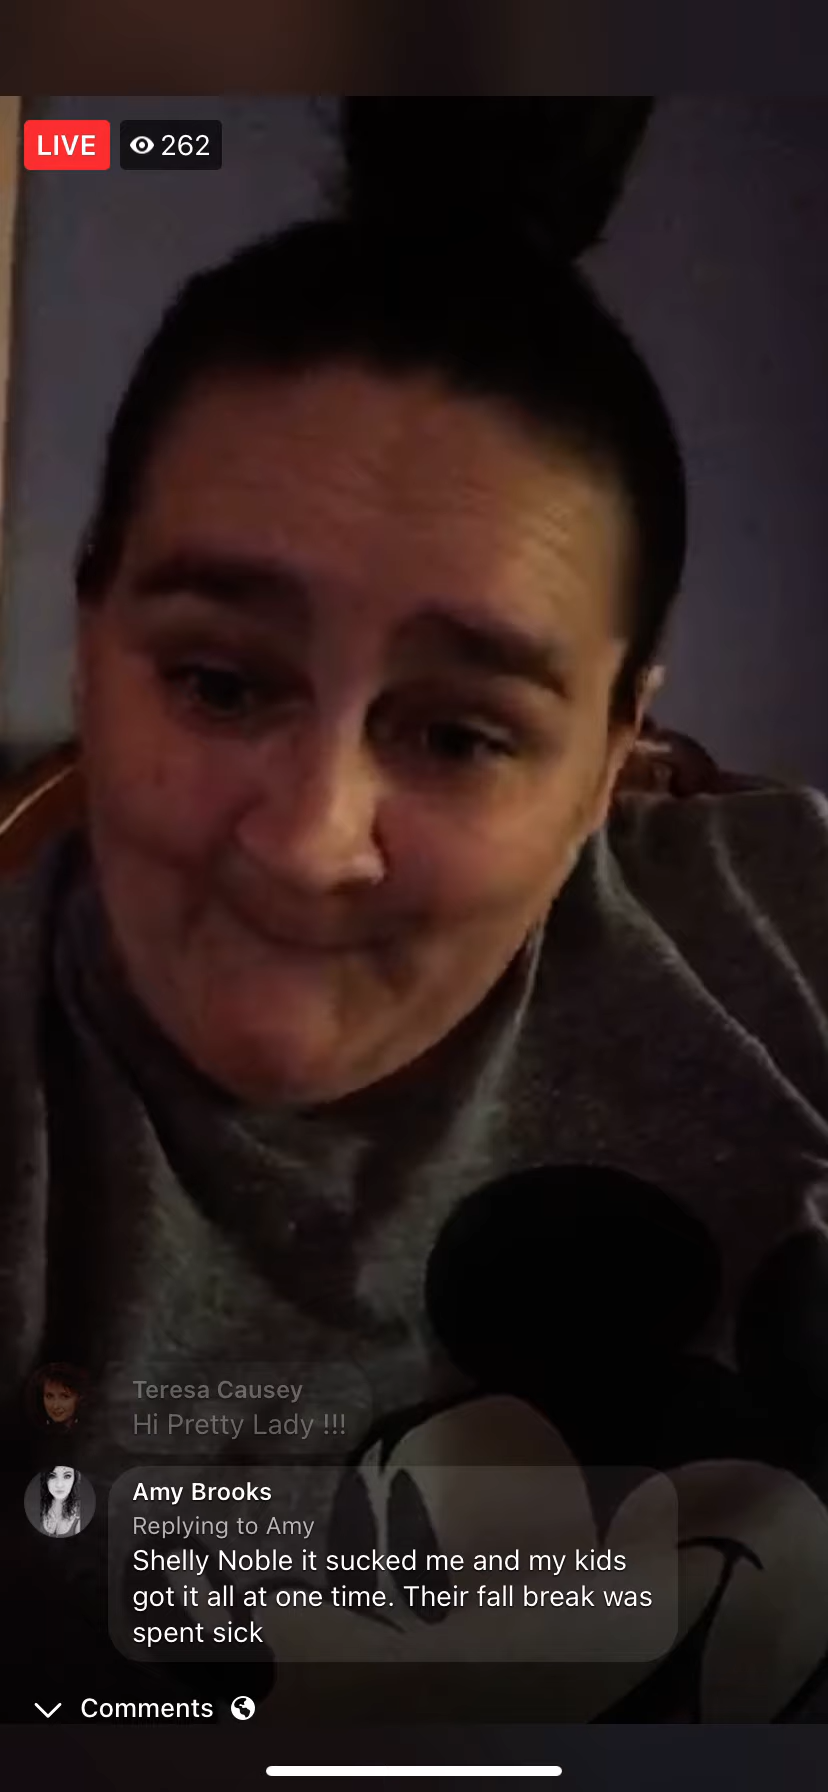 LIVE 262
Teresa Causey
Hi Pretty Lady !!!
Amy Brooks
Replying to Amy
Shelly Noble it sucked me and my kids
got it all at one time. Their fall break was
spent sick
Comments